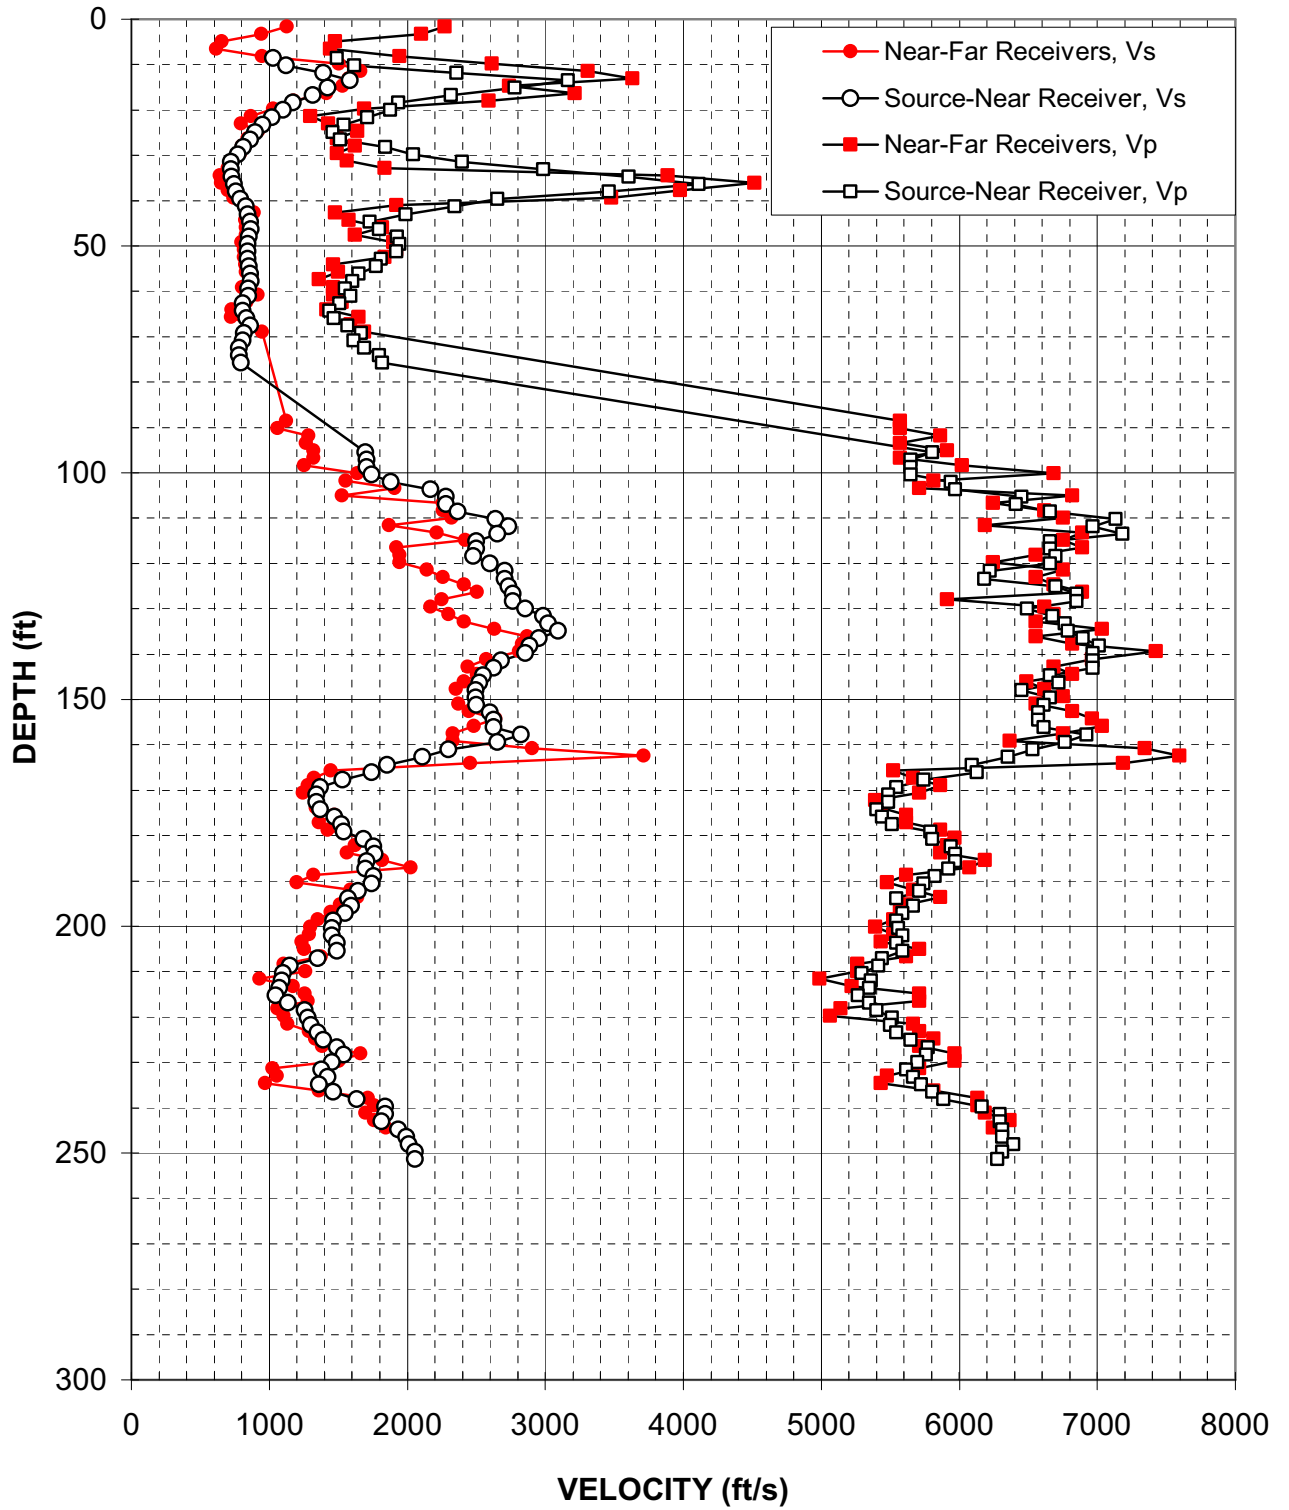 0
50
100
150
200
250
300
DEPTH (ft)
Near-Far Receivers, Vs
Source-Near Receiver, Vs
Near-Far Receivers, Vp
Source-Near Receiver, Vp
0 1000 2000 3000 4000 5000 6000 7000 8000
VELOCITY (ft/s)